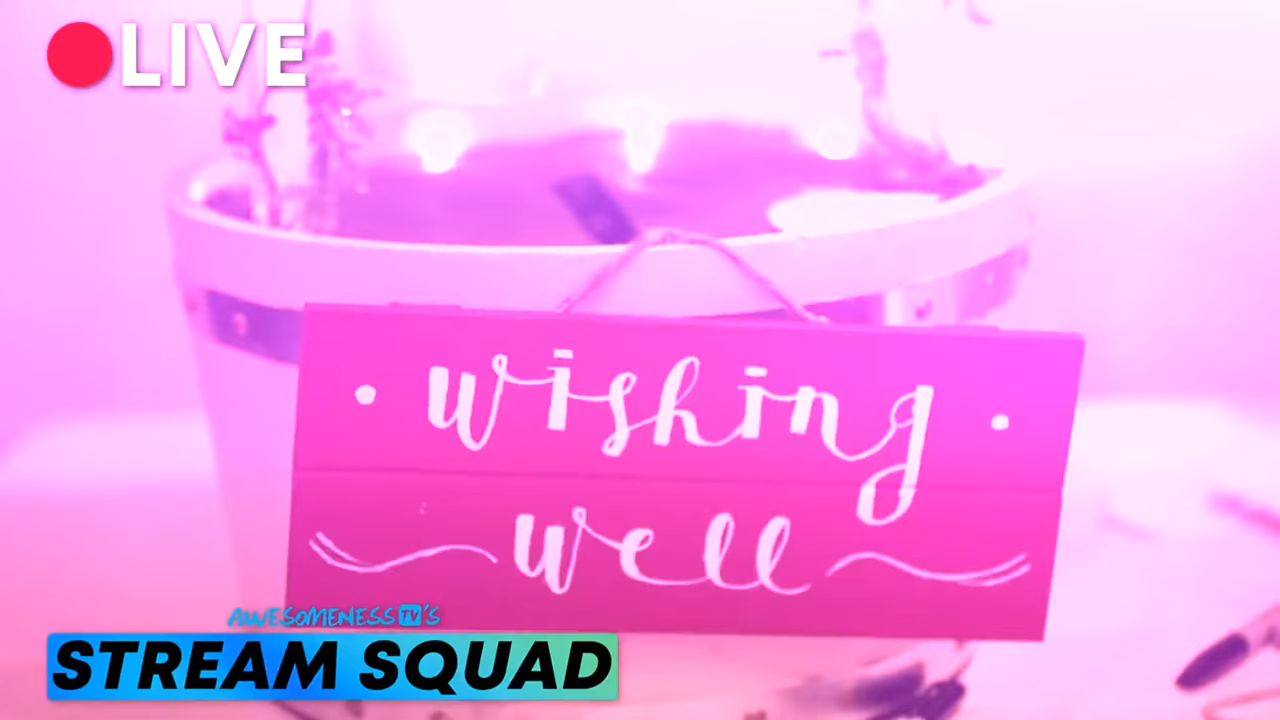 LIVE
• wishing •
well
AWESOMENESS TV'S
STREAM SQUAD